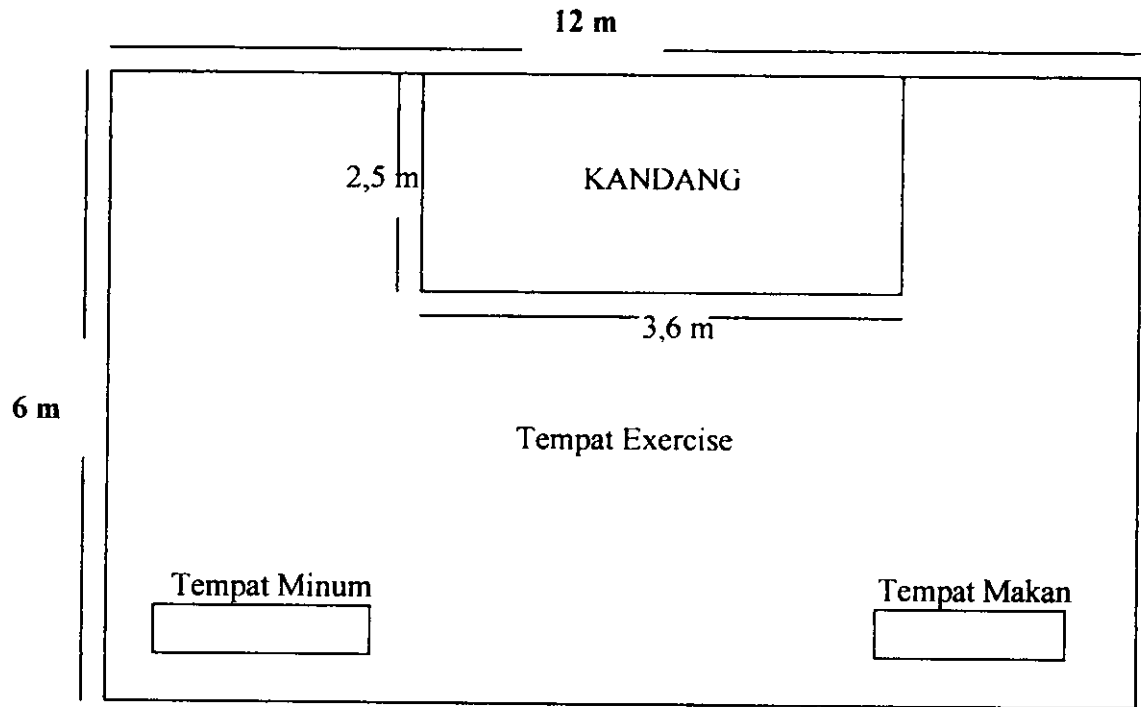 12 m
2,5 m
KANDANG
3,6 m
6 m
Tempat Exercise
Tempat Minum
Tempat Makan